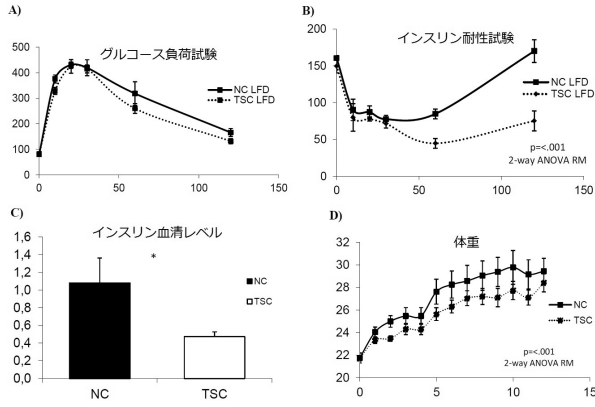 A)
グルコース負荷試験
500
400
300
200
100
0
0
50
100
150
NC LFD
TSC LFD
B)
インスリン耐性試験
200
150
100
50
0
0
50
100
150
NC LFD
TSC LFD
p=<.001
2-way ANOVA RM
C)
インスリン血清レベル
1,6
1,4
1,2
1,0
0,8
0,6
0,4
0,2
0,0
*
NC
TSC
NC
TSC
D)
体重
32
30
28
26
24
22
20
0
5
10
15
NC
TSC
p=<.001
2-way ANOVA RM